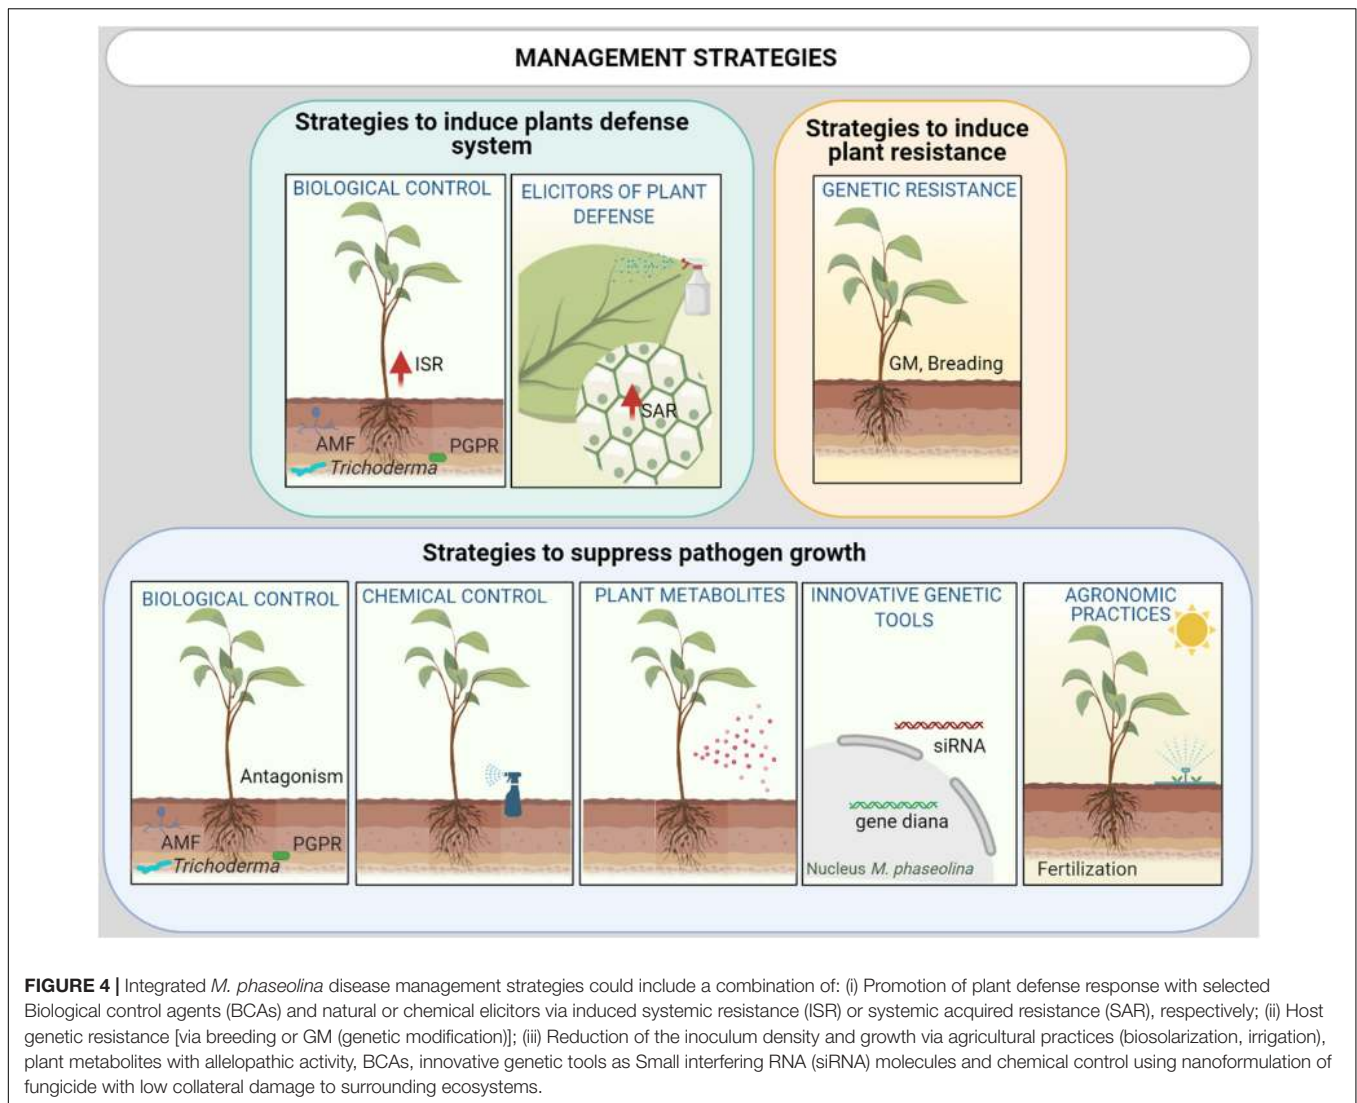 MANAGEMENT STRATEGIES
Strategies to induce plants defense
system
BIOLOGICAL CONTROL
ISR
AMF
PGPR
Trichoderma
ELICITORS OF PLANT
DEFENSE
SAR
Strategies to induce
plant resistance
GENETIC RESISTANCE
GM, Breading
Strategies to suppress pathogen growth
BIOLOGICAL CONTROL
Antagonism
AMF
PGPR
Trichoderma
CHEMICAL CONTROL
PLANT METABOLITES
INNOVATIVE GENETIC
TOOLS
siRNA
gene diana
Nucleus M. phaseolina
AGRONOMIC
PRACTICES
Fertilization
FIGURE 4 | Integrated M. phaseolina disease management strategies could include a combination of: (i) Promotion of plant defense response with selected
Biological control agents (BCAs) and natural or chemical elicitors via induced systemic resistance (ISR) or systemic acquired resistance (SAR), respectively; (ii) Host
genetic resistance [via breeding or GM (genetic modification)]; (iii) Reduction of the inoculum density and growth via agricultural practices (biosolarization, irrigation),
plant metabolites with allelopathic activity, BCAs, innovative genetic tools as Small interfering RNA (siRNA) molecules and chemical control using nanoformulation of
fungicide with low collateral damage to surrounding ecosystems.